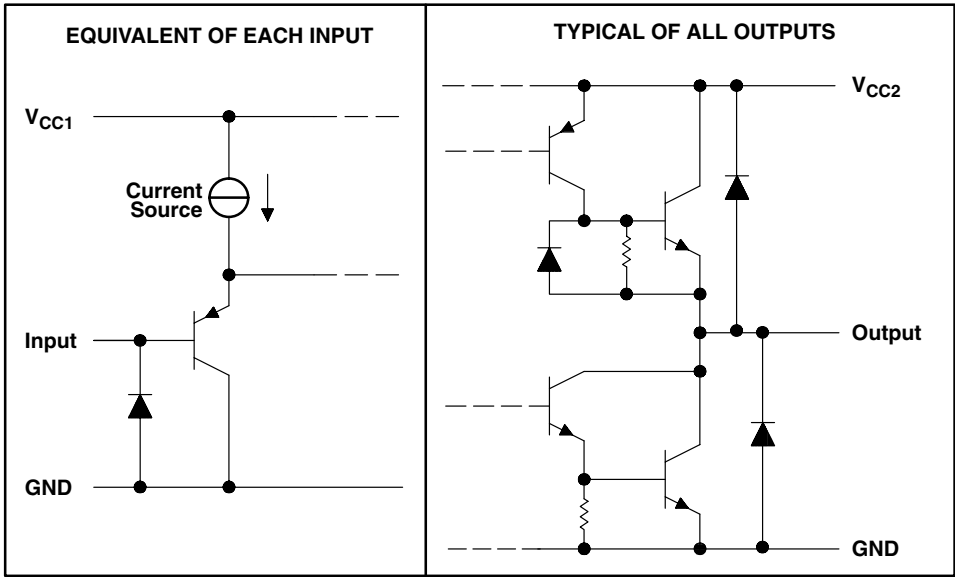 EQUIVALENT OF EACH INPUT
VCC1
Current
Source
Input
GND
TYPICAL OF ALL OUTPUTS
VCC2
Output
GND